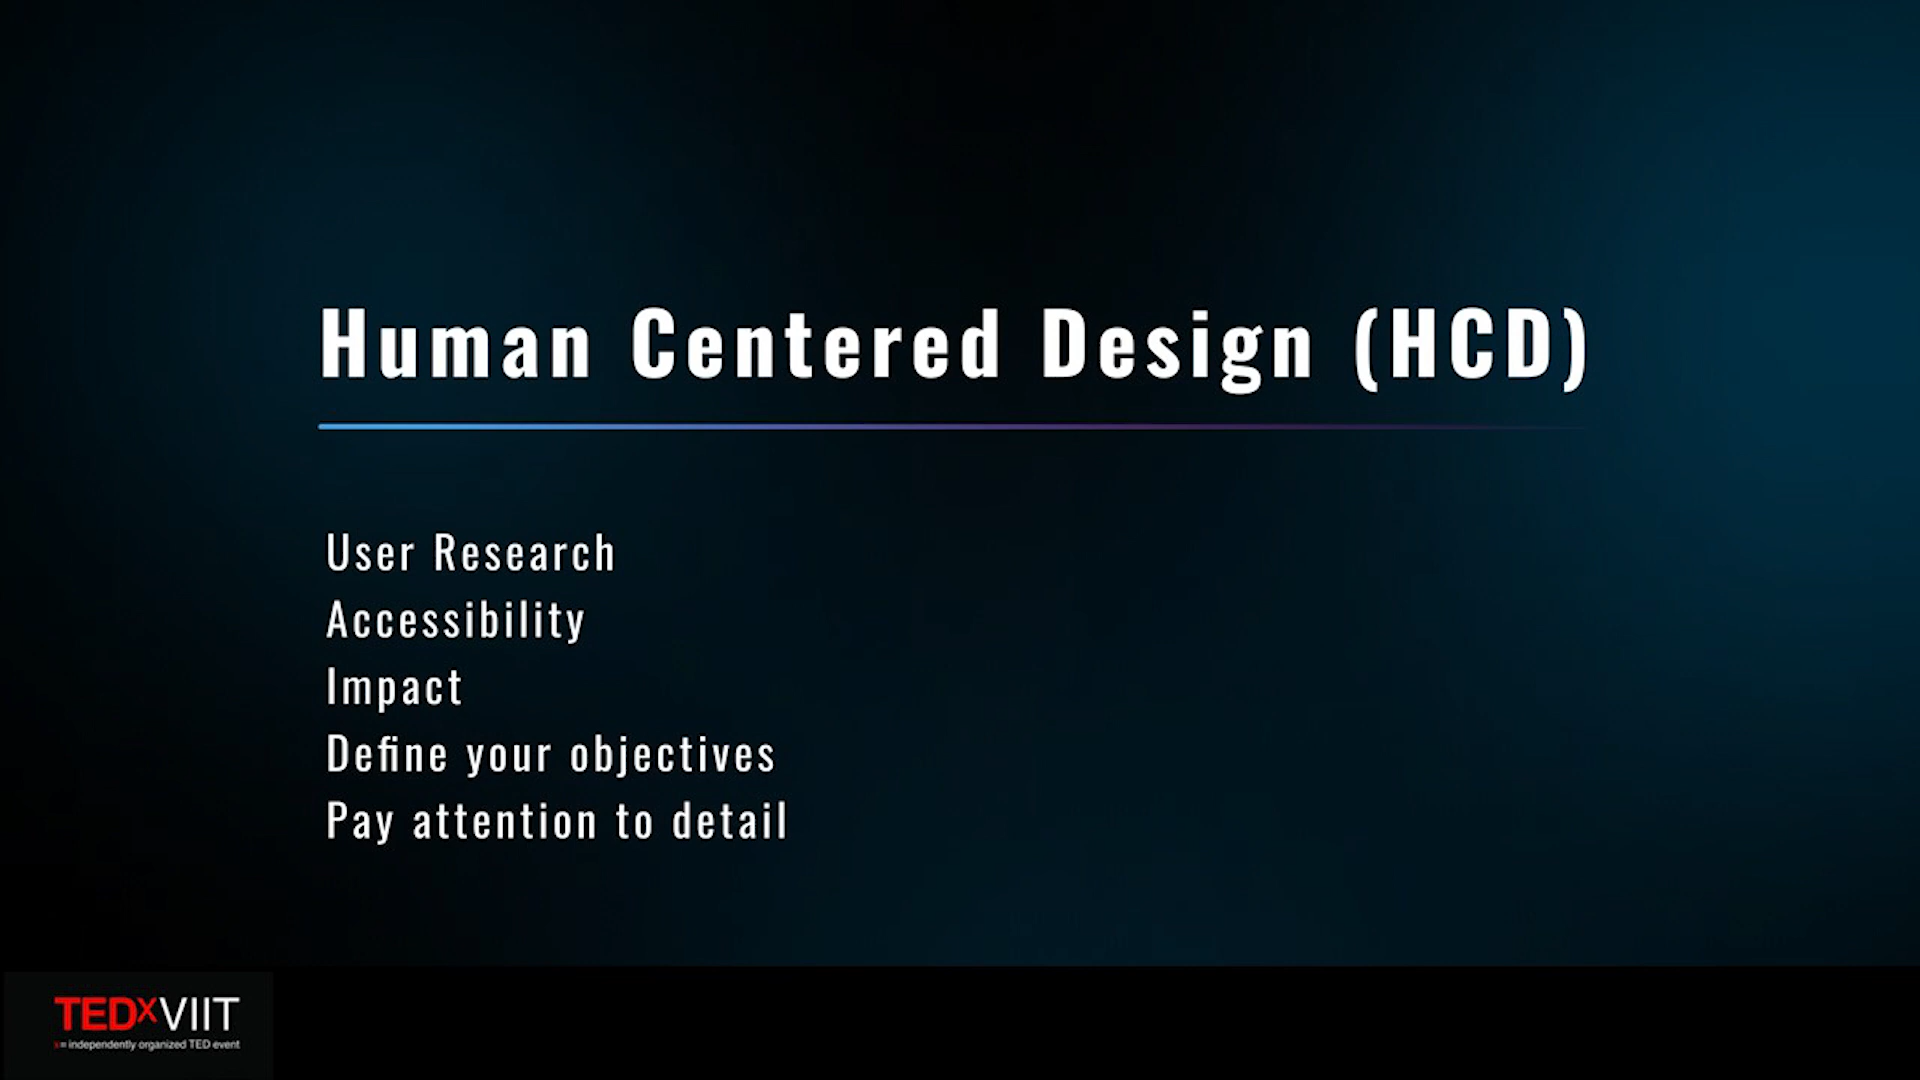 Human Centered Design (HCD)
User Research
Accessibility
Impact
Define your objectives
Pay attention to detail
TEDxVIIT
x = independently organized TED event